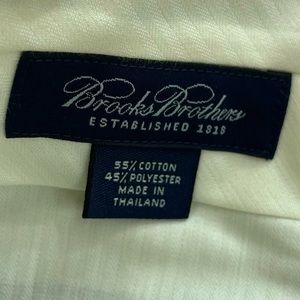 Brooks Brothers
ESTABLISHED 1818
55% COTTON
45% POLYESTER
MADE IN
THAILAND